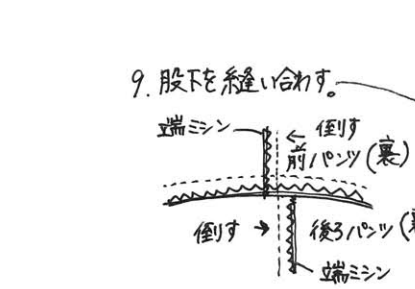 9. 股下を縫い合わす。
端ミシン
← 倒す
前パンツ(裏)
倒す →
後ろパンツ(裏
端ミシン